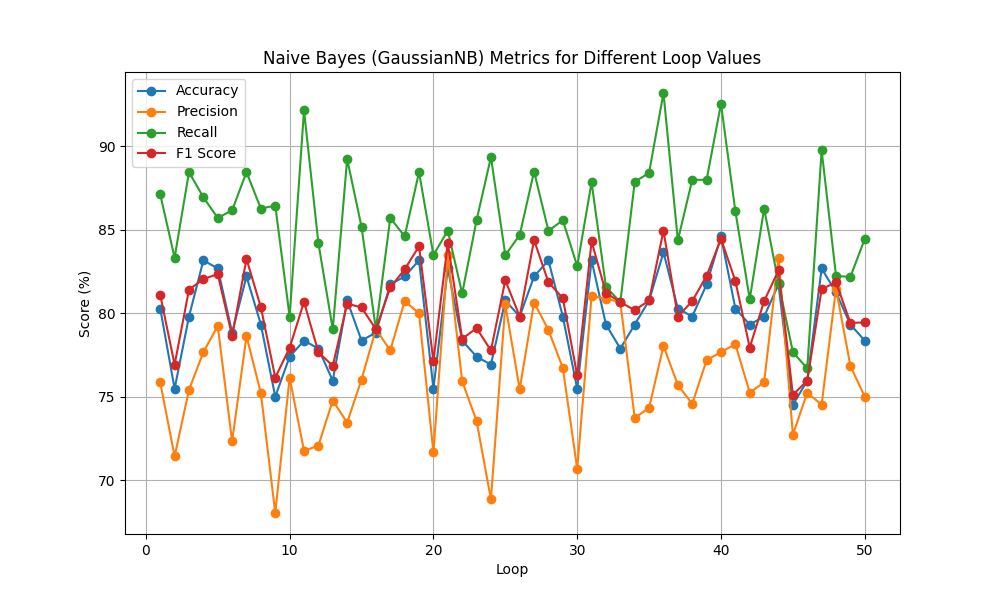 Naive Bayes (GaussianNB) Metrics for Different Loop Values
Accuracy
Precision
Recall
F1 Score
Score (%)
90
85
80
75
70
0
10
20
30
40
50
Loop